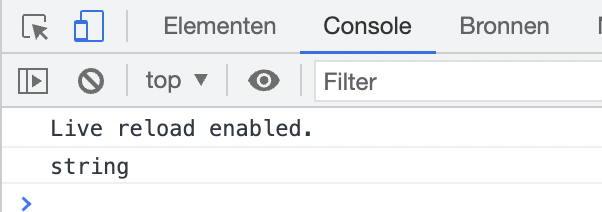 Elementen Console Bronnen
top Filter
Live reload enabled.
string